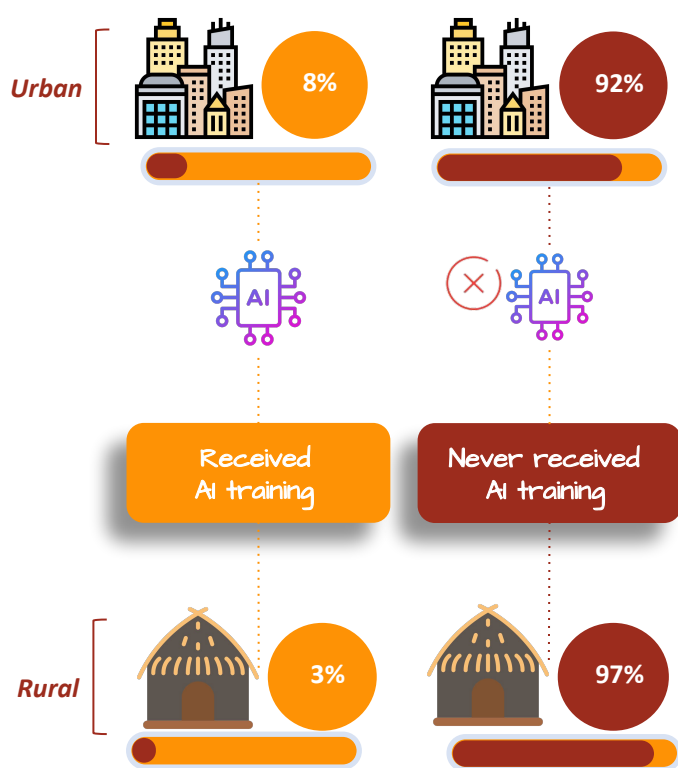 Urban
8%
92%
AI
AI
Received
AI training
Never received
AI training
Rural
3%
97%